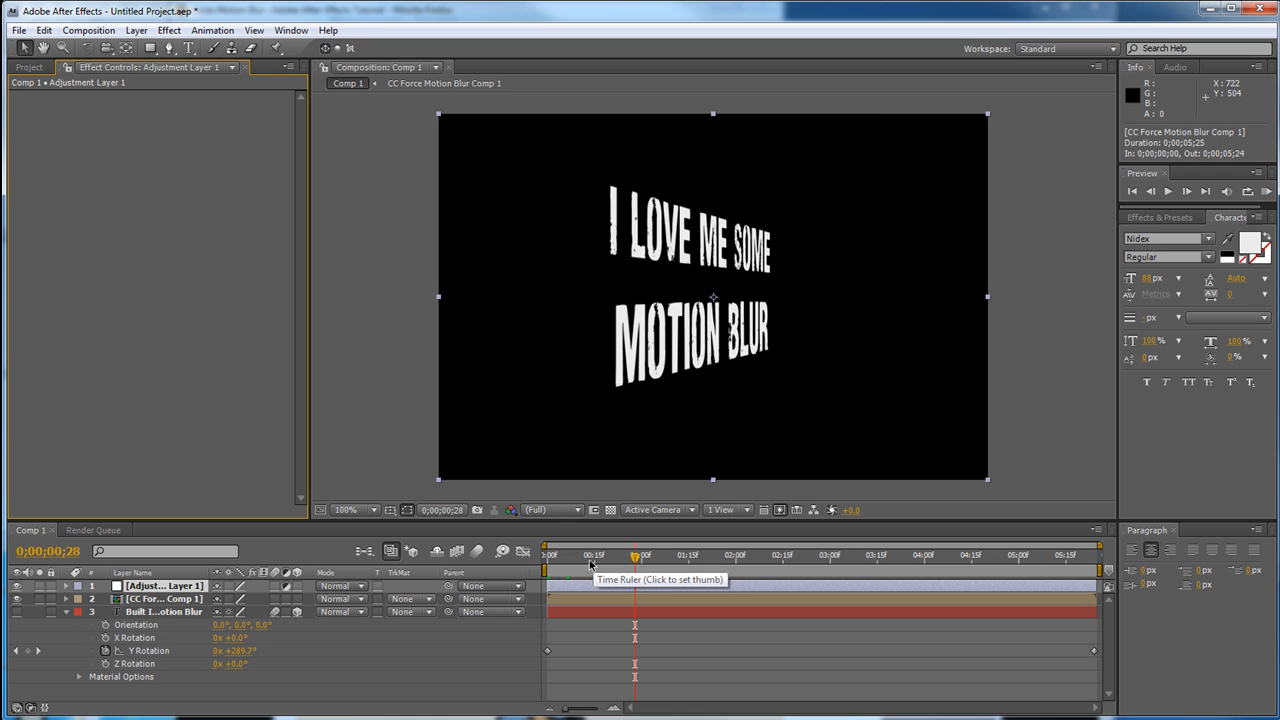 Adobe After Effects - Untitled Project.aep *
File Edit Composition Layer Effect Animation View Window Help
Workspace: Standard Search Help
Project Effect Controls: Adjustment Layer 1 Composition: Comp 1 Info Audio
Comp 1 • Adjustment Layer 1 Comp 1 CC Force Motion Blur Comp 1
R: X: 722
G: Y: 504
B:
A: 0
[CC Force Motion Blur Comp 1]
Duration: 0;00;05;25
In: 0;00;00;00, Out: 0;00;05;24
Preview
Effects & Presets Characte
Nidex
Regular
88 px Auto
Metrics 0
- px
100 % 100 %
0 px 0 %
T T TT Tt T T
I LOVE ME SOME
MOTION BLUR
100% 0;00;00;28 (Full) Active Camera 1 View +0.0
Comp 1 Render Queue Paragraph
0;00;00;28
00:15f 01:15f 02:00f 02:15f 03:00f 03:15f 04:00f 04:15f 05:00f 05:15f
# Layer Name Mode T TrkMat Parent
Time Ruler (Click to set thumb)
1 [Adjust... Layer 1] Normal None
2 [CC For... Comp 1] Normal None None
3 T Built I...otion Blur Normal None None
Orientation 0.0°, 0.0°, 0.0°
X Rotation 0x +0.0°
Y Rotation 0x +289.7°
Z Rotation 0x +0.0°
Material Options
0 px 0 px 0 px
0 px 0 px